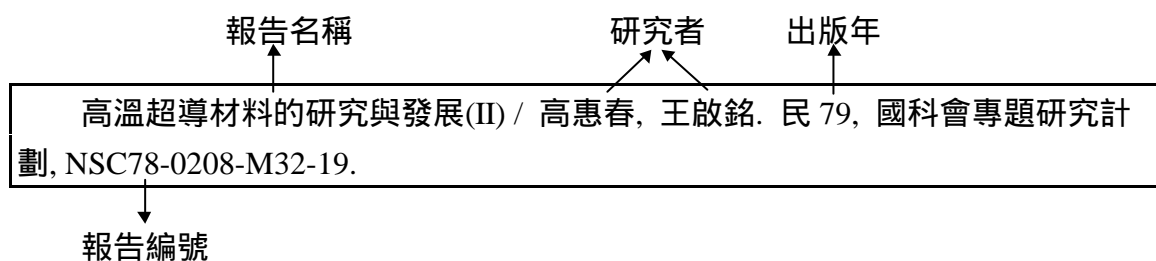 報告名稱 研究者 出版年
高溫超導材料的研究與發展(II) / 高惠春, 王啟銘. 民 79, 國科會專題研究計
劃, NSC78-0208-M32-19.
報告編號